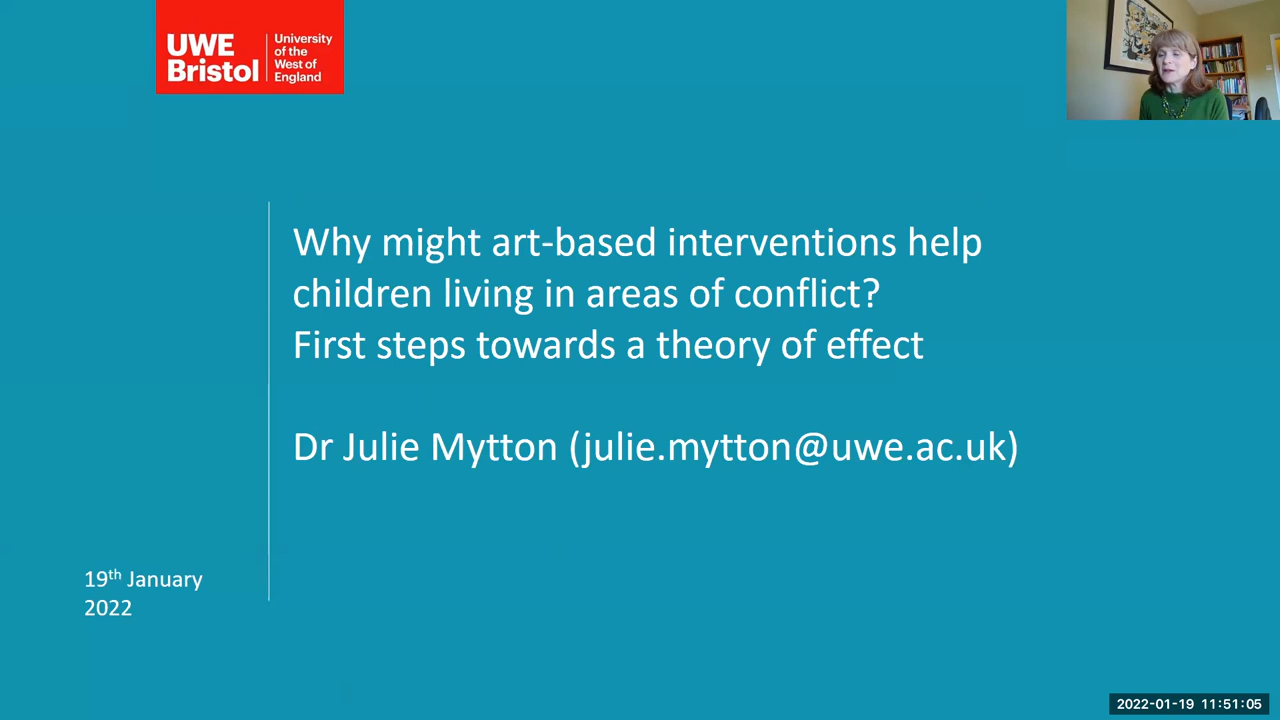 UWE
Bristol
University
of the
West of
England
Why might art-based interventions help
children living in areas of conflict?
First steps towards a theory of effect
Dr Julie Mytton (julie.mytton@uwe.ac.uk)
19th January
2022
2022-01-19 11:51:05